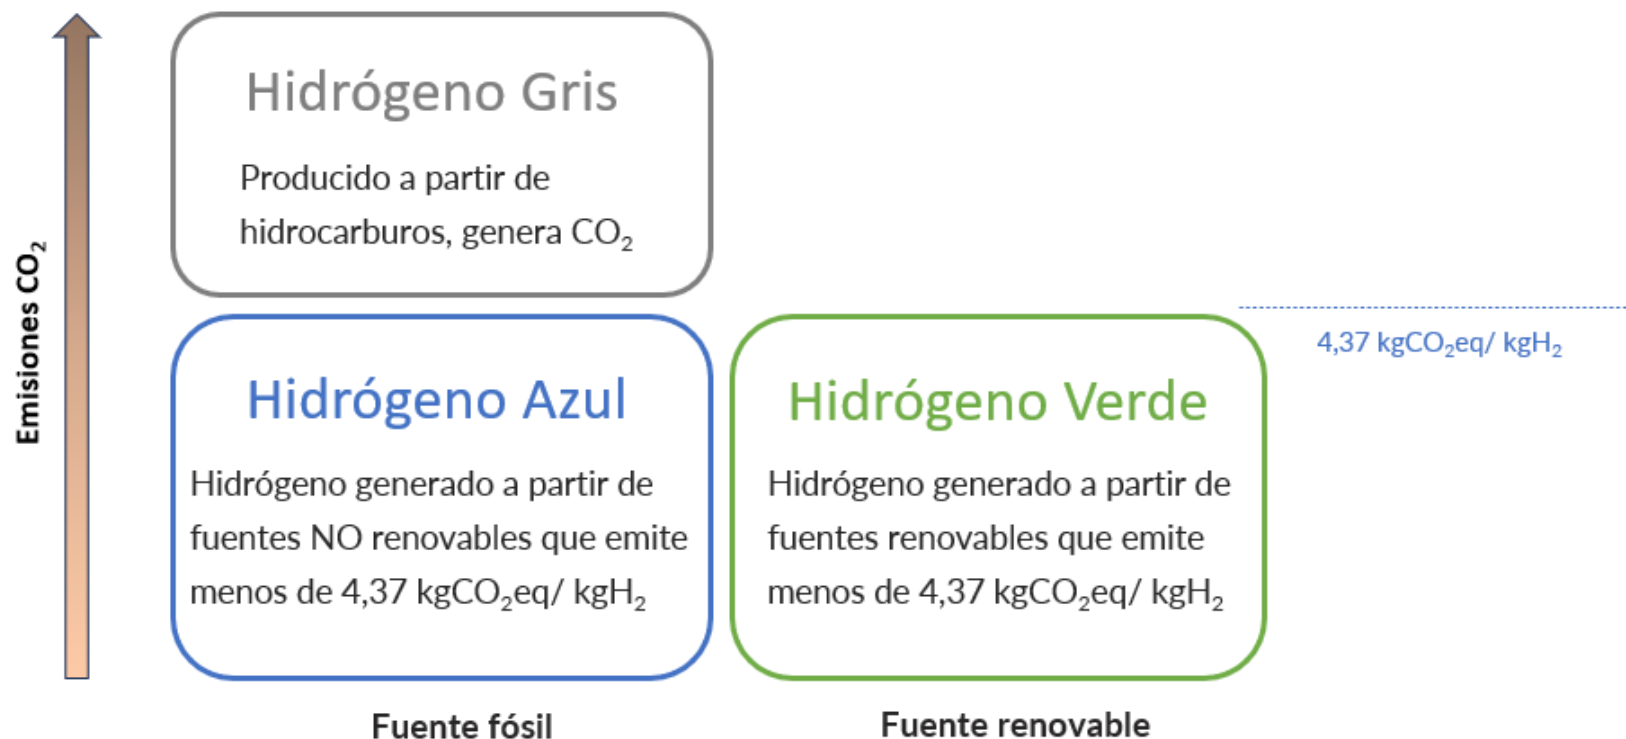 Emisiones CO₂
Hidrógeno Gris
Producido a partir de
hidrocarburos, genera CO₂
4,37 kgCO₂eq/ kgH₂
Hidrógeno Azul
Hidrógeno generado a partir de
fuentes NO renovables que emite
menos de 4,37 kgCO₂eq/ kgH₂
Hidrógeno Verde
Hidrógeno generado a partir de
fuentes renovables que emite
menos de 4,37 kgCO₂eq/ kgH₂
Fuente fósil
Fuente renovable